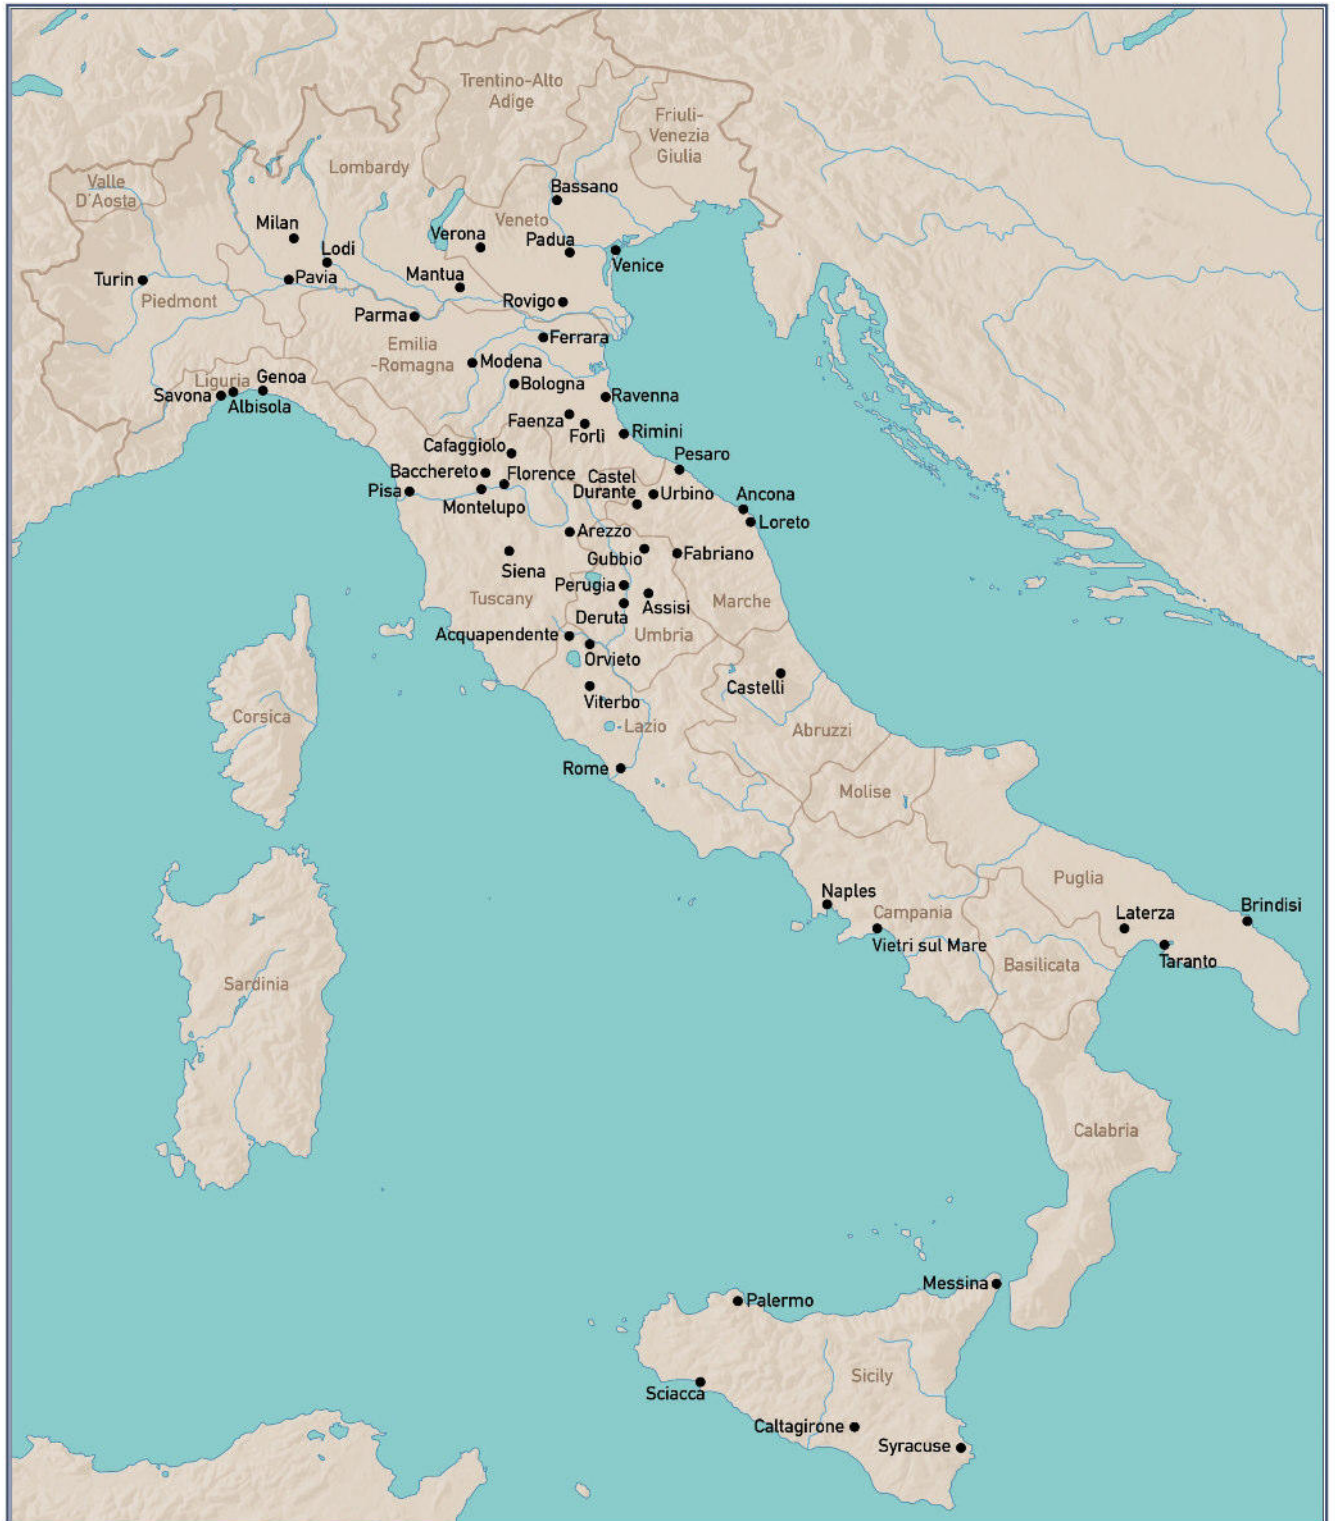 Trentino-Alto
Adige
Friuli-
Venezia
Giulia
Lombardy
Valle
D'Aosta
Bassano
Veneto
Milan
Verona
Padua
Lodi
Venice
Turin
Pavia
Mantua
Piedmont
Rovigo
Parma
Ferrara
Emilia
-Romagna
Modena
Liguria
Genoa
Bologna
Savona
Albisola
Ravenna
Faenza
Forlì
Rimini
Cafaggiolo
Pesaro
Baccchereto
Florence
Castel
Durante
Urbino
Pisa
Montelupo
Ancona
Loreto
Arezzo
Gubbio
Fabriano
Siena
Perugia
Tuscany
Assisi
Marche
Deruta
Acquapendente
Umbria
Orvieto
Castelli
Viterbo
Corsica
-Lazio
Abruzzi
Rome
Molise
Puglia
Naples
Campania
Laterza
Brindisi
Vietri sul Mare
Basilicata
Taranto
Sardinia
Calabria
Messina
Palermo
Sicily
Sciacca
Caltagirone
Syracuse